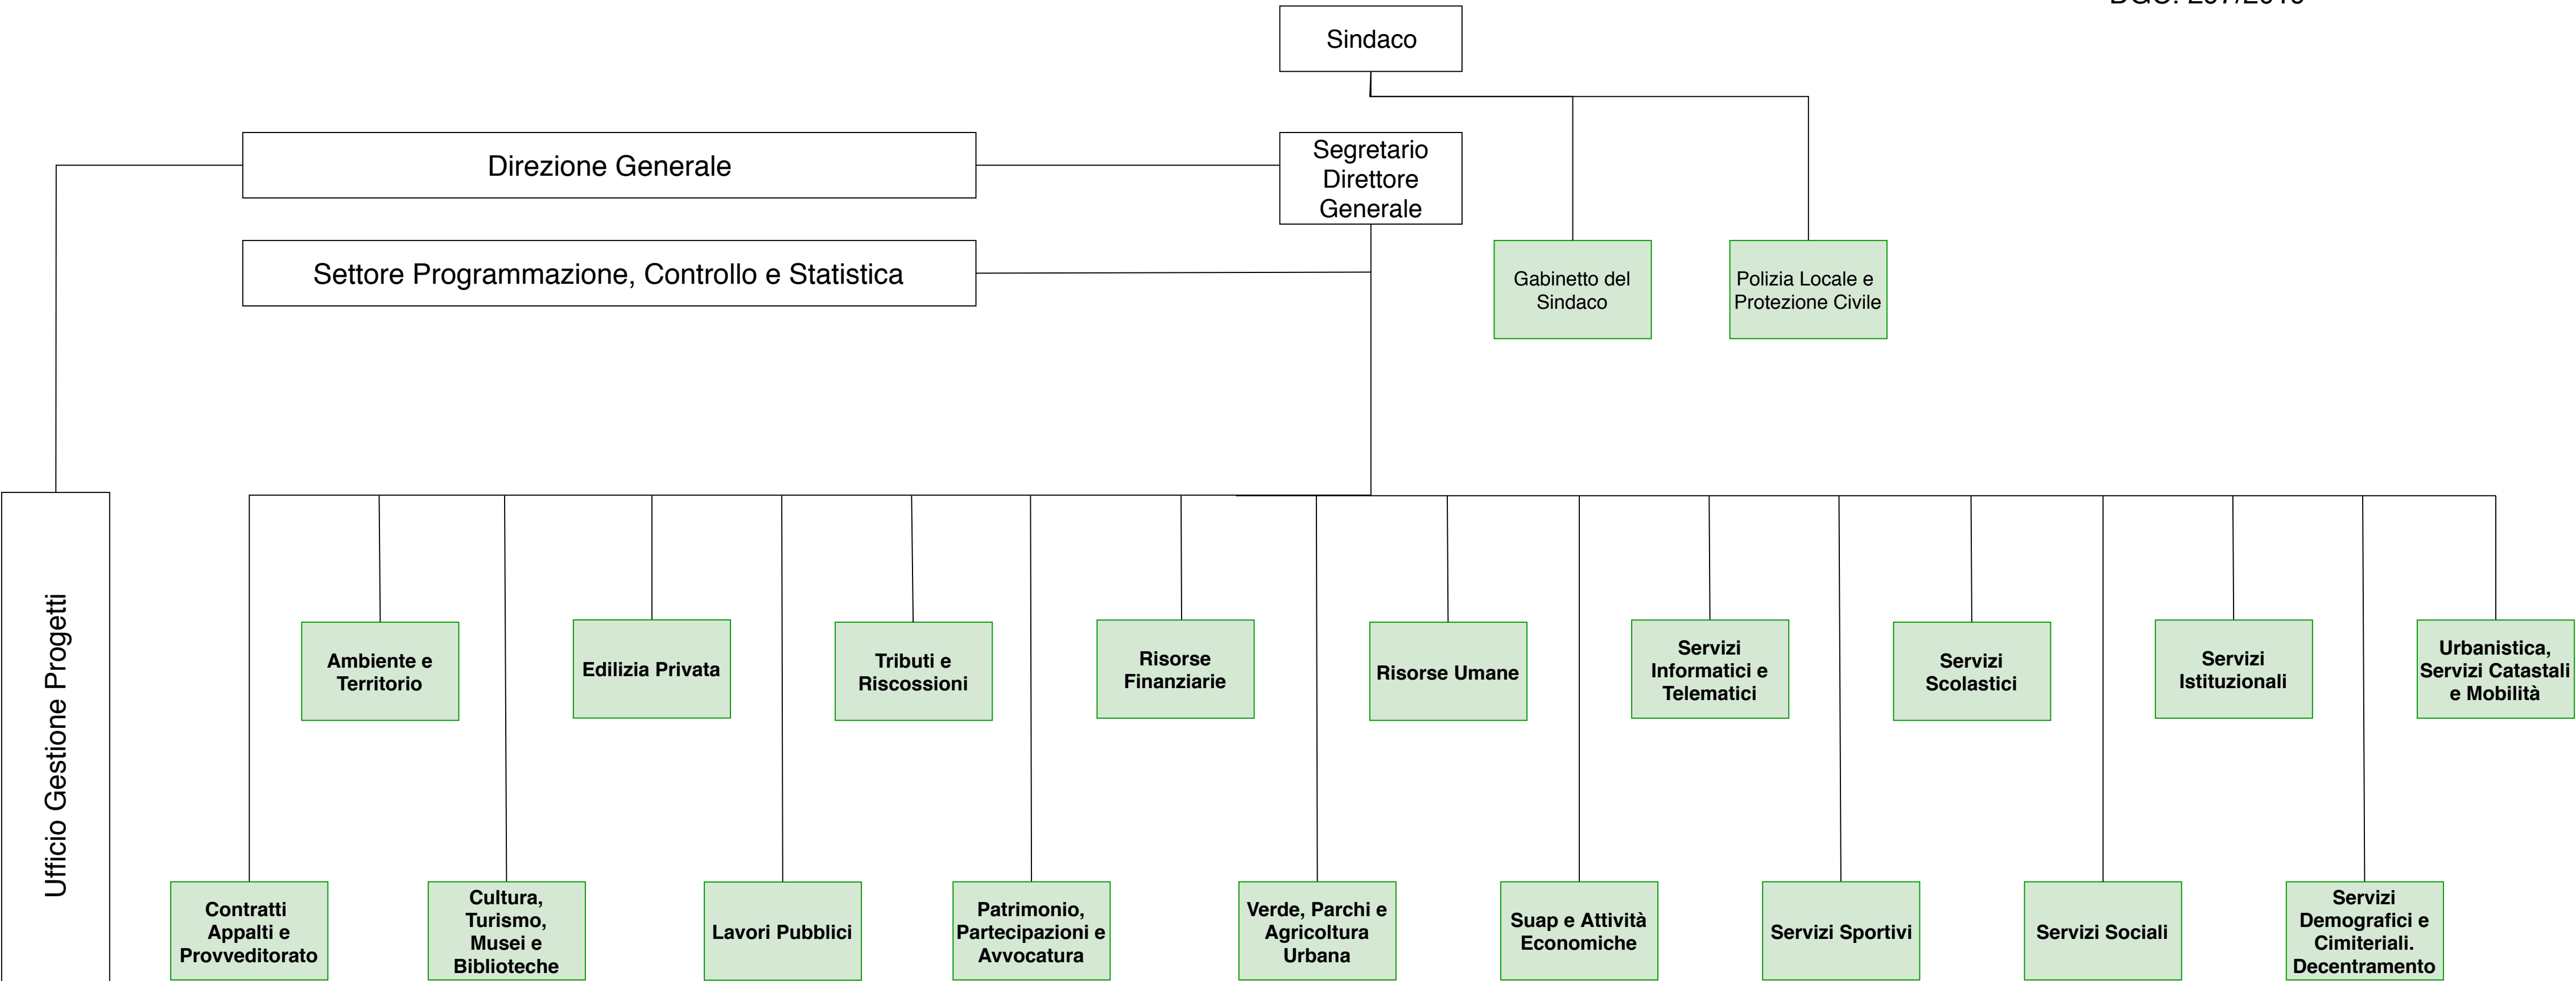 Sindaco
Direzione Generale
Segretario
Direttore
Generale
Settore Programmazione, Controllo e Statistica
Gabinetto del
Sindaco
Polizia Locale e
Protezione Civile
Ufficio Gestione Progetti
Ambiente e
Territorio
Edilizia Privata
Tributi e
Riscossioni
Risorse
Finanziarie
Risorse Umane
Servizi
Informatici e
Telematici
Servizi
Scolastici
Servizi
Istituzionali
Urbanistica,
Servizi Catastali
e Mobilità
Contratti
Appalti e
Provveditorato
Cultura,
Turismo,
Musei e
Biblioteche
Lavori Pubblici
Patrimonio,
Partecipazioni e
Avvocatura
Verde, Parchi e
Agricoltura
Urbana
Suap e Attività
Economiche
Servizi Sportivi
Servizi Sociali
Servizi
Demografici e
Cimiteriali.
Decentramento